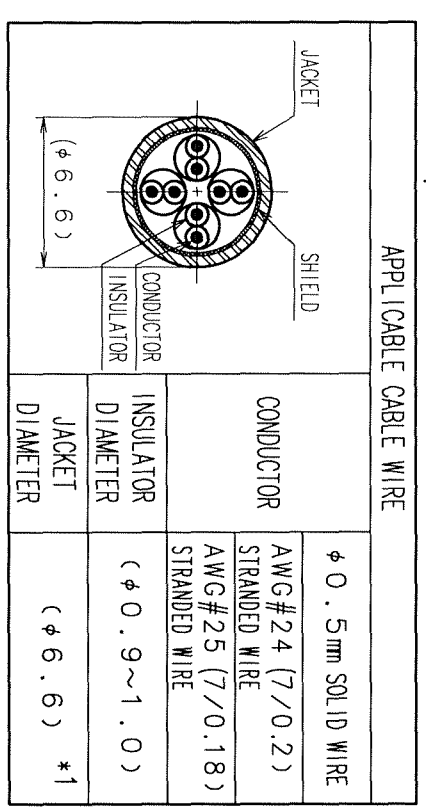 APPLICABLE CABLE WIRE
JACKET
SHIELD
CONDUCTOR
INSULATOR
(φ6.6)
CONDUCTOR
φ0.5mm SOLID WIRE
AWG#24 (7/0.2)
STRANDED WIRE
AWG#25 (7/0.18)
STRANDED WIRE
INSULATOR
DIAMETER
(φ0.9~1.0)
JACKET
DIAMETER
(φ6.6) *1